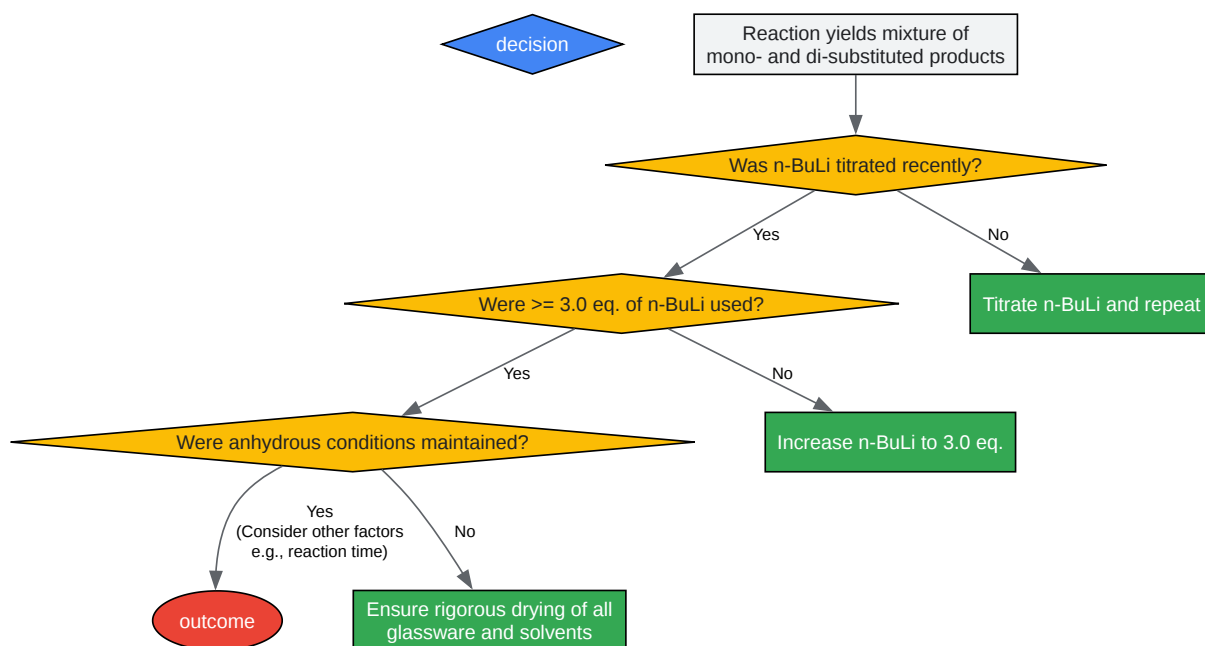 decision
Reaction yields mixture of
mono- and di-substituted products
Was n-BuLi titrated recently?
Yes
No
Were >= 3.0 eq. of n-BuLi used?
Titrate n-BuLi and repeat
Yes
No
Were anhydrous conditions maintained?
Increase n-BuLi to 3.0 eq.
Yes
(Consider other factors
e.g., reaction time)
No
outcome
Ensure rigorous drying of all
glassware and solvents